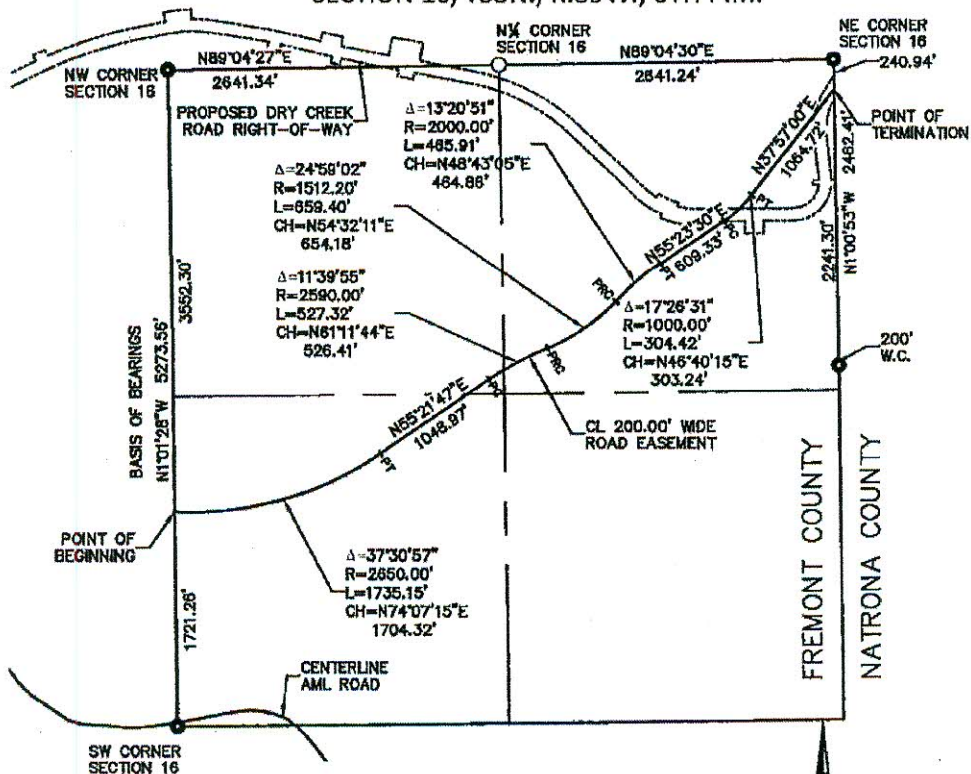 N¼ CORNER
SECTION 16
NE CORNER
SECTION 16
N89°04'27"E
2641.34'
N89°04'30"E
2641.24'
240.94'
NW CORNER
SECTION 16
PROPOSED DRY CREEK
ROAD RIGHT-OF-WAY
Δ=13°20'51"
R=2000.00'
L=465.91'
CH=N48°43'05"E
464.86'
N37°57'00"E
1064.72'
POINT OF
TERMINATION
2462.47'
N1°00'53"W
2241.30'
Δ=24°59'02"
R=1512.20'
L=659.40'
CH=N54°32'11"E
654.18'
PT
PC
N55°23'30"E
609.33'
PT
PRC
Δ=11°39'55"
R=2590.00'
L=527.32'
CH=N61°11'44"E
526.41'
Δ=17°26'31"
R=1000.00'
L=304.42'
CH=N46°40'15"E
303.24'
3552.30'
BASIS OF BEARINGS
N1°01'28"W 5273.56'
PRC
PC
200'
W.C.
N55°21'47"E
1048.97'
PT
CL 200.00' WIDE
ROAD EASEMENT
FREMONT COUNTY
NATRONA COUNTY
POINT OF
BEGINNING
Δ=37°30'57"
R=2650.00'
L=1735.15'
CH=N74°07'15"E
1704.32'
1721.26'
CENTERLINE
AML ROAD
SW CORNER
SECTION 16